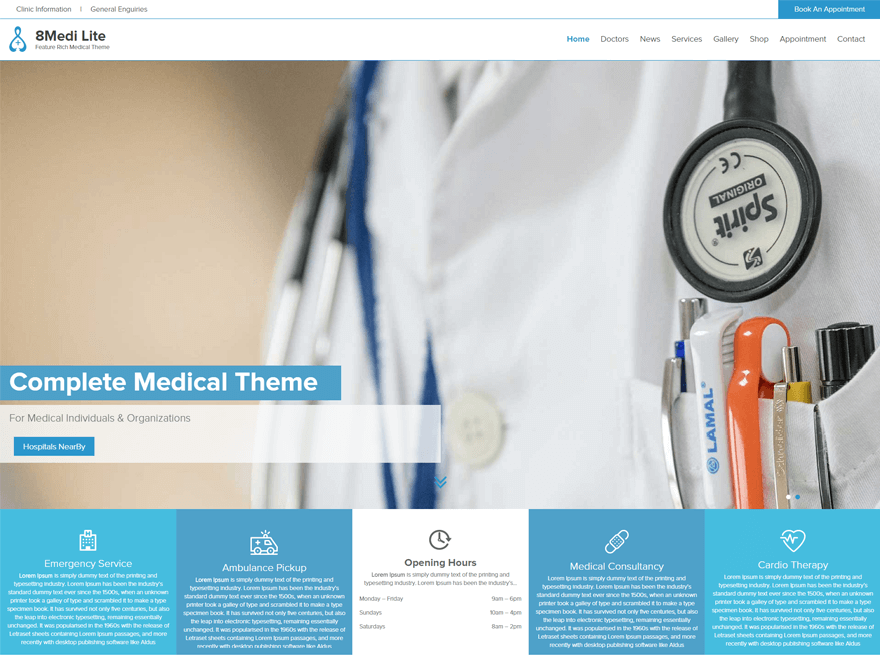 Clinic Information | General Enguiries
Book An Appointment
8Medi Lite
Feature Rich Medical Theme
Home Doctors News Services Gallery Shop Appointment Contact
ORIGINAL
Spirit
®
LAMAL
Complete Medical Theme
For Medical Individuals & Organizations
Hospitals NearBy
Emergency Service
Lorem Ipsum is simply dummy text of the printing and
typesetting industry. Lorem Ipsum has been the industry's
standard dummy text ever since the 1500s, when an unknown
printer took a galley of type and scrambled it to make a type
specimen book. It has survived not only five centuries, but also
the leap into electronic typesetting, remaining essentially
unchanged. It was popularised in the 1960s with the release of
Letraset sheets containing Lorem Ipsum passages, and more
recently with desktop publishing software like Aldus
Ambulance Pickup
Lorem Ipsum is simply dummy text of the printing and
typesetting industry. Lorem Ipsum has been the industry's
standard dummy text ever since the 1500s, when an unknown
printer took a galley of type and scrambled it to make a type
specimen book. It has survived not only five centuries, but also
the leap into electronic typesetting, remaining essentially
unchanged. It was popularised in the 1960s with the release of
Letraset sheets containing Lorem Ipsum passages, and more
recently with desktop publishing software like Aldus
Opening Hours
Lorem Ipsum is simply dummy text of the printing and
typesetting industry. Lorem Ipsum has been the industry's...
Monday – Friday 9am – 6pm
Sundays 10am – 4pm
Saturdays 8am – 2pm
Medical Consultancy
Lorem Ipsum is simply dummy text of the printing and
typesetting industry. Lorem Ipsum has been the industry's
standard dummy text ever since the 1500s, when an unknown
printer took a galley of type and scrambled it to make a type
specimen book. It has survived not only five centuries, but also
the leap into electronic typesetting, remaining essentially
unchanged. It was popularised in the 1960s with the release of
Letraset sheets containing Lorem Ipsum passages, and more
recently with desktop publishing software like Aldus
Cardio Therapy
Lorem Ipsum is simply dummy text of the printing and
typesetting industry. Lorem Ipsum has been the industry's
standard dummy text ever since the 1500s, when an unknown
printer took a galley of type and scrambled it to make a type
specimen book. It has survived not only five centuries, but also
the leap into electronic typesetting, remaining essentially
unchanged. It was popularised in the 1960s with the release of
Letraset sheets containing Lorem Ipsum passages, and more
recently with desktop publishing software like Aldus